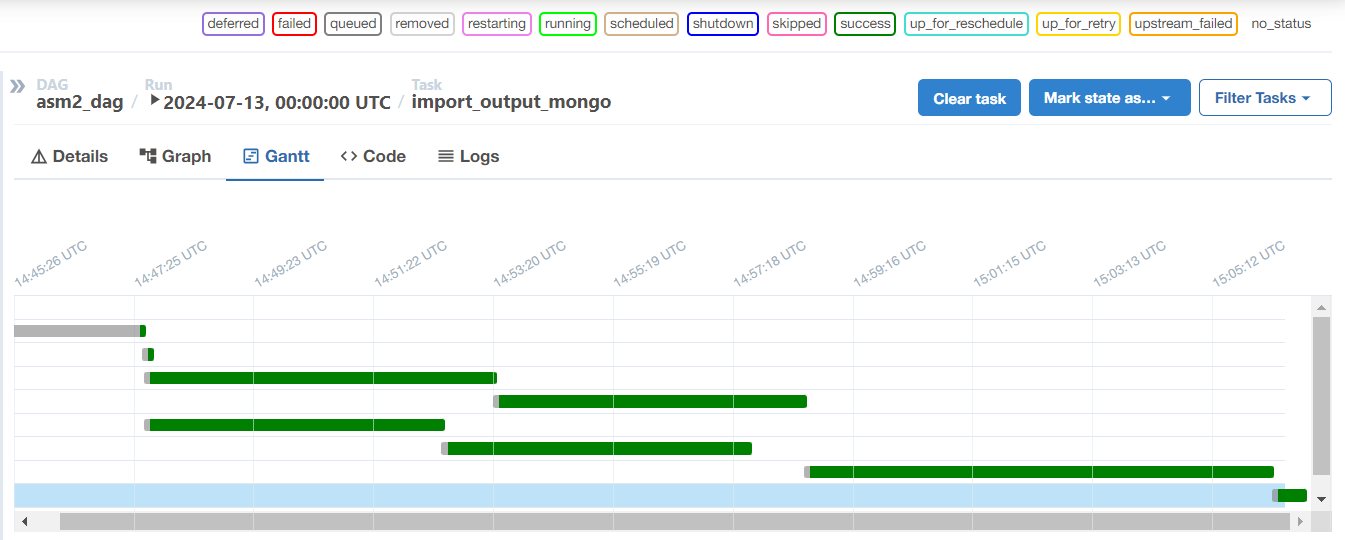 deferred failed queued removed restarting running scheduled shutdown skipped success up_for_reschedule up_for_retry upstream_failed no_status
DAG Run Task
asm2_dag / 2024-07-13, 00:00:00 UTC / import_output_mongo
Clear task Mark state as... Filter Tasks
Details Graph Gantt Code Logs
14:45:26 UTC 14:47:25 UTC 14:49:23 UTC 14:51:22 UTC 14:53:20 UTC 14:55:19 UTC 14:57:18 UTC 14:59:16 UTC 15:01:15 UTC 15:03:13 UTC 15:05:12 UTC